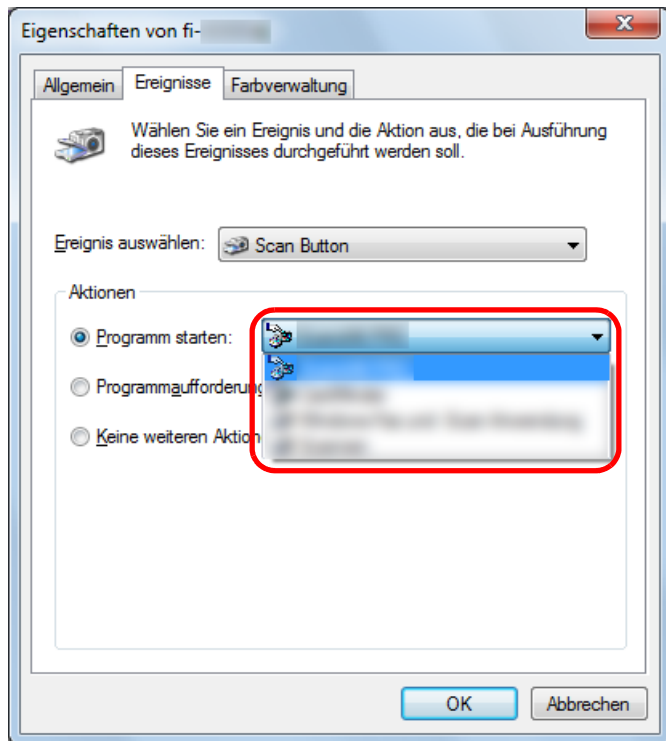 Eigenschaften von fi-
Allgemein Ereignisse Farbverwaltung
Wählen Sie ein Ereignis und die Aktion aus, die bei Ausführung
dieses Ereignisses durchgeführt werden soll.
Ereignis auswählen: Scan Button
Aktionen
Programm starten:
Programmaufforderung
Keine weiteren Aktion
OK Abbrechen